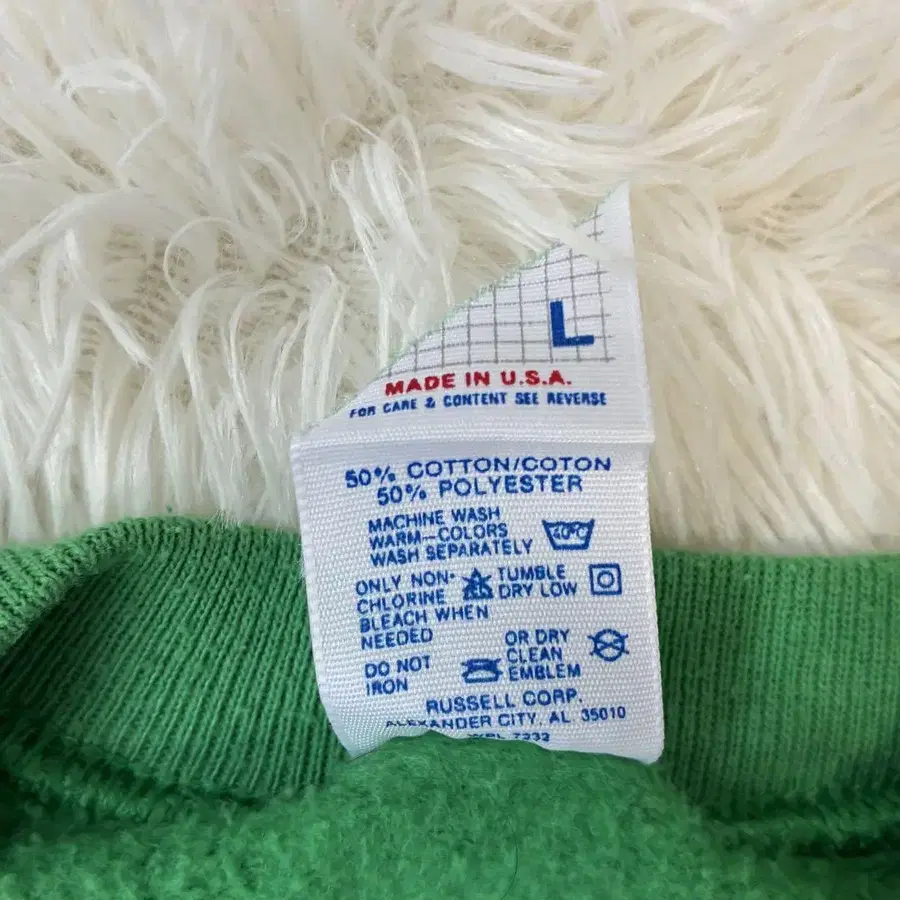 L
MADE IN U.S.A.
FOR CARE & CONTENT SEE REVERSE
50% COTTON/COTON
50% POLYESTER
MACHINE WASH
WARM-COLORS
WASH SEPARATELY
40°C
ONLY NON-
CHLORINE
BLEACH WHEN
NEEDED
TUMBLE
DRY LOW
DO NOT
IRON
OR DRY
CLEAN
EMBLEM
RUSSELL CORP.
ALEXANDER CITY, AL 35010
WPL 7232